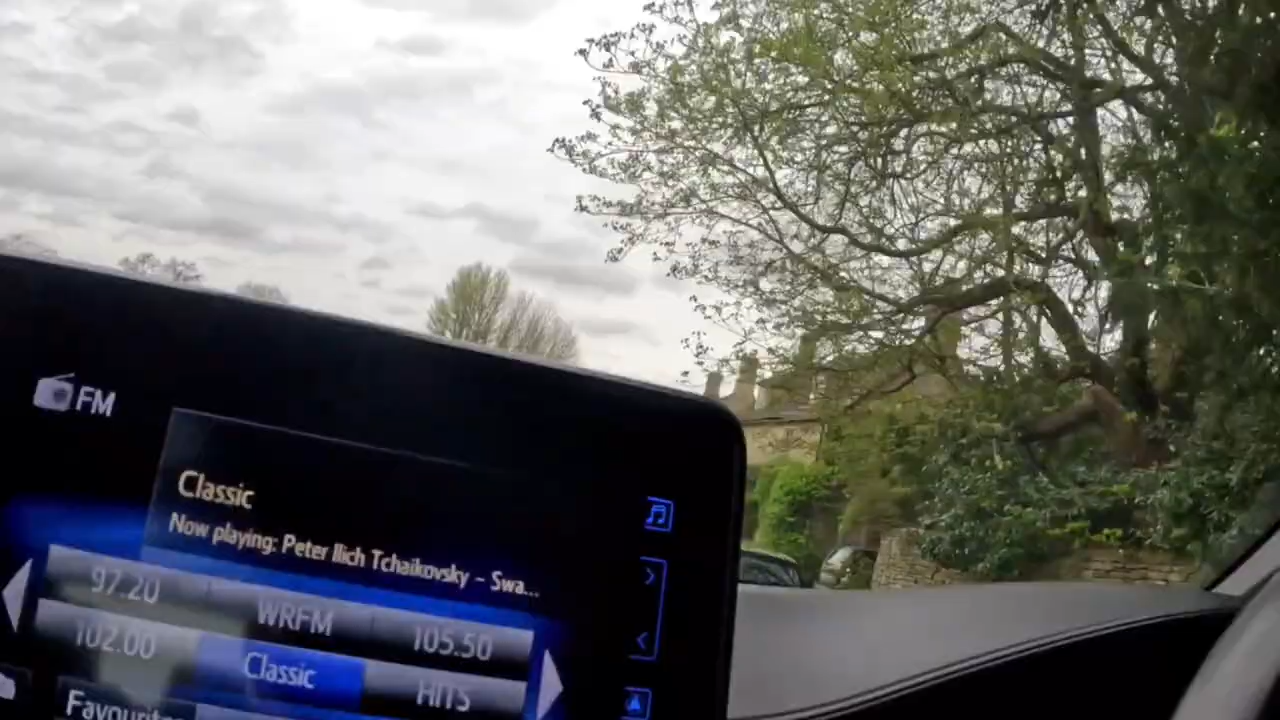 FM
Classic
Now playing: Peter Ilich Tchaikovsky - Swa...
97.20 WRFM 105.50
102.00 Classic HITS